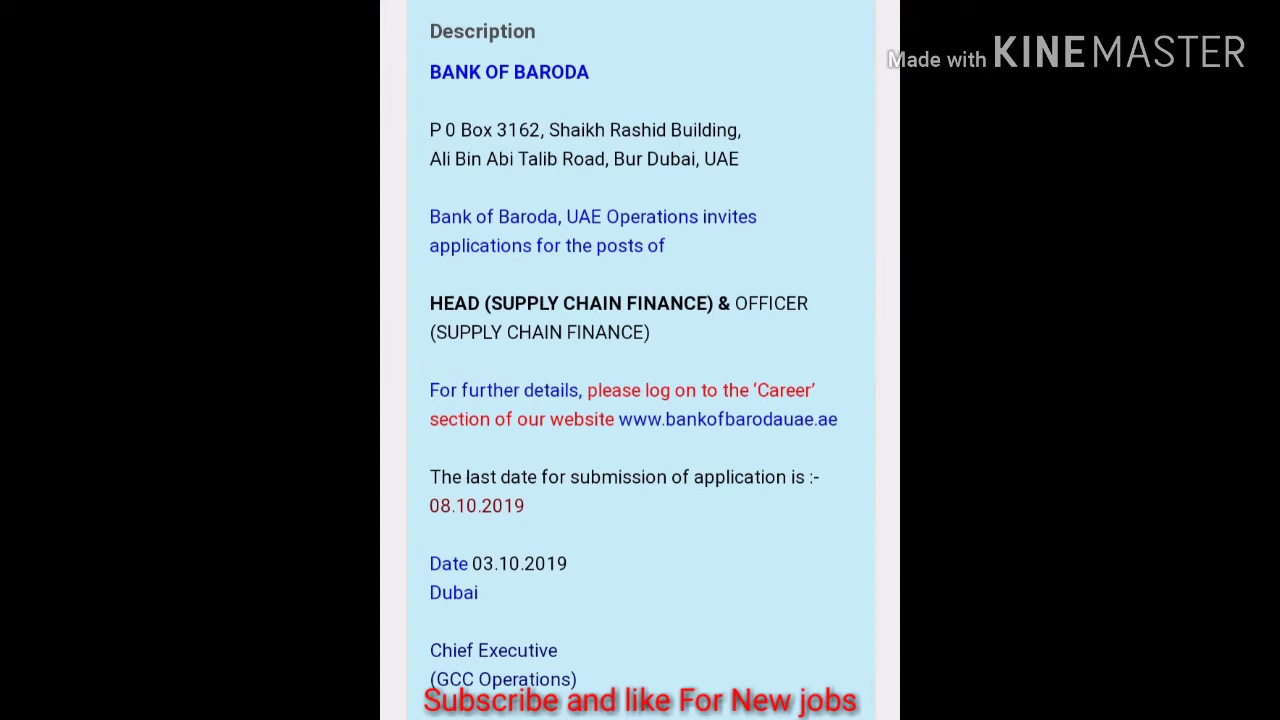 Description
Made with KINEMASTER
BANK OF BARODA
P 0 Box 3162, Shaikh Rashid Building,
Ali Bin Abi Talib Road, Bur Dubai, UAE
Bank of Baroda, UAE Operations invites
applications for the posts of
HEAD (SUPPLY CHAIN FINANCE) & OFFICER
(SUPPLY CHAIN FINANCE)
For further details, please log on to the ‘Career’
section of our website www.bankofbarodauae.ae
The last date for submission of application is :-
08.10.2019
Date 03.10.2019
Dubai
Chief Executive
(GCC Operations)
Subscribe and like For New jobs